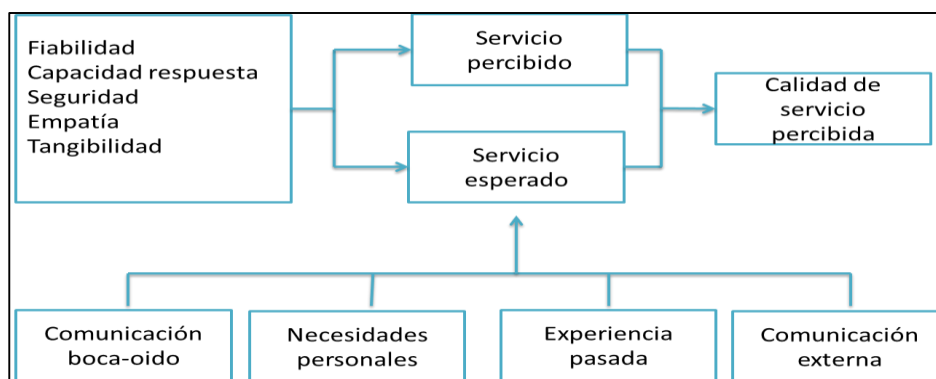 Fiabilidad
Capacidad respuesta
Seguridad
Empatía
Tangibilidad
Servicio
percibido
Servicio
esperado
Calidad de
servicio
percibida
Comunicación
boca-oido
Necesidades
personales
Experiencia
pasada
Comunicación
externa